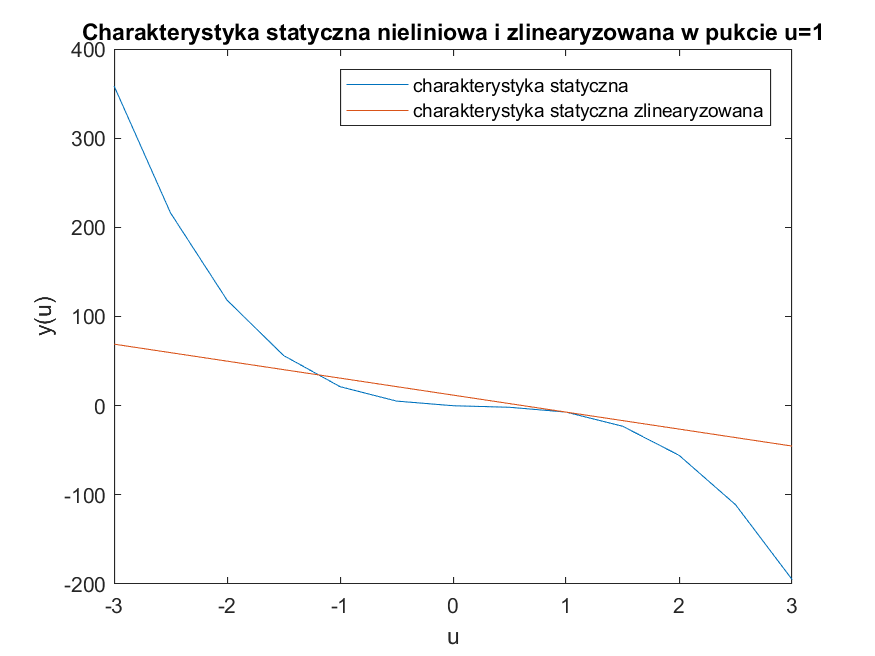 Charakterystyka statyczna nieliniowa i zlinearyzowana w pukcie u=1
charakterystyka statyczna
charakterystyka statyczna zlinearyzowana
400
300
200
100
0
-100
-200
y(u)
-3 -2 -1 0 1 2 3
u